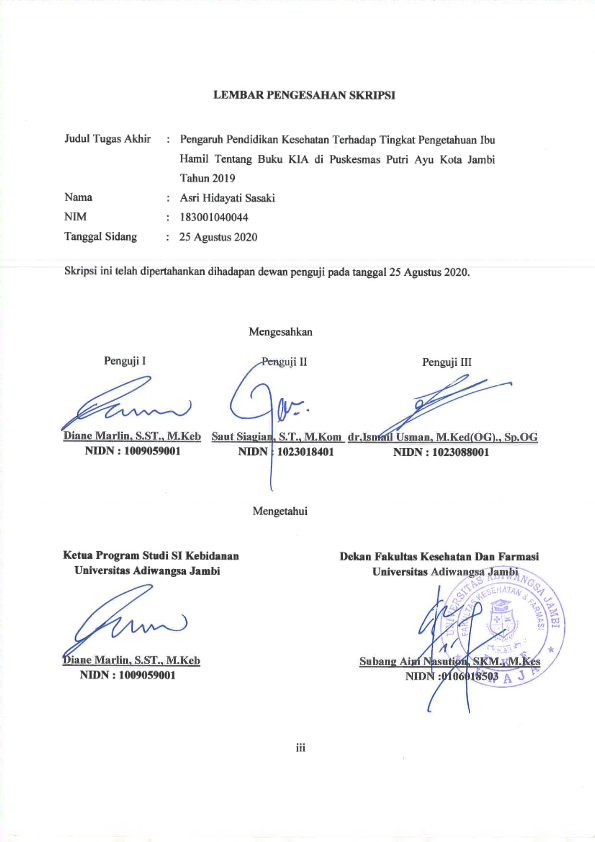 LEMBAR PENGESAHAN SKRIPSI
Judul Tugas Akhir : Pengaruh Pendidikan Kesehatan Terhadap Tingkat Pengetahuan Ibu
Hamil Tentang Buku KIA di Puskesmas Putri Ayu Kota Jambi
Tahun 2019
Nama : Asri Hidayati Sasaki
NIM : 183001040044
Tanggal Sidang : 25 Agustus 2020
Skripsi ini telah dipertahankan dihadapan dewan penguji pada tanggal 25 Agustus 2020.
Mengesahkan
Penguji I Penguji II Penguji III
Diane Marlin, S.ST., M.Keb Saut Siagian, S.T., M.Kom dr.Ismail Usman, M.Ked(OG)., Sp.OG
NIDN : 1009059001 NIDN : 1023018401 NIDN : 1023088001
Mengetahui
Ketua Program Studi SI Kebidanan Dekan Fakultas Kesehatan Dan Farmasi
Universitas Adiwangsa Jambi Universitas Adiwangsa Jambi
UNIVERSITAS ADIWANGSA JAMBI
FAKULTAS KESEHATAN & FARMASI
UNAJA
Diane Marlin, S.ST., M.Keb Subang Aini Nasution, SKM., M.Kes
NIDN : 1009059001 NIDN :0106018503
iii